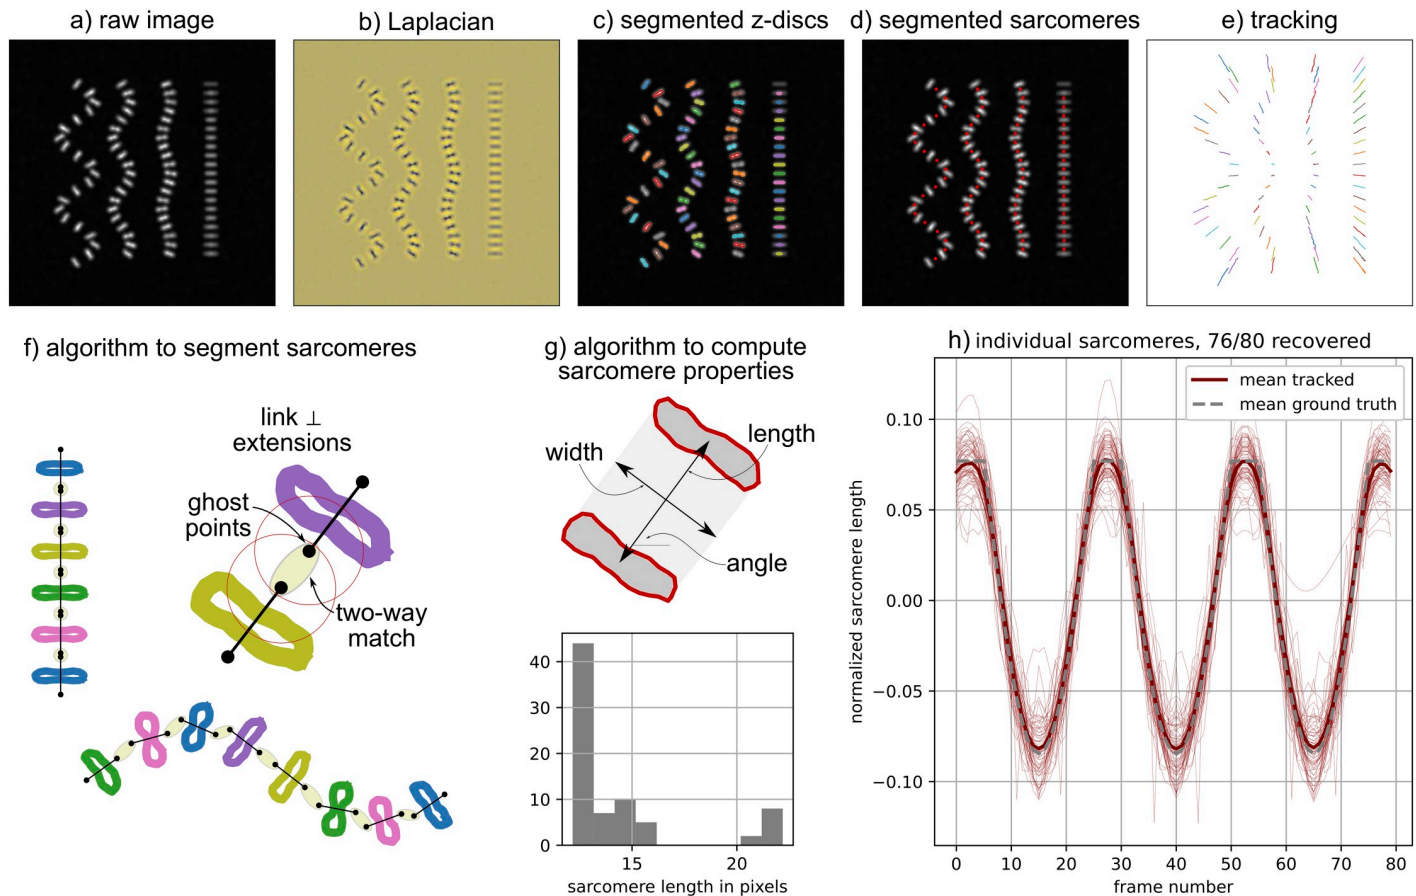 a) raw image
b) Laplacian
c) segmented z-discs
d) segmented sarcomeres
e) tracking
f) algorithm to segment sarcomeres
link ⊥
extensions
ghost
points
two-way
match
g) algorithm to compute
sarcomere properties
width
length
angle
40
30
20
10
0
15
20
sarcomere length in pixels
h) individual sarcomeres, 76/80 recovered
mean tracked
mean ground truth
normalized sarcomere length
0.10
0.05
0.00
−0.05
−0.10
0
10
20
30
40
50
60
70
80
frame number